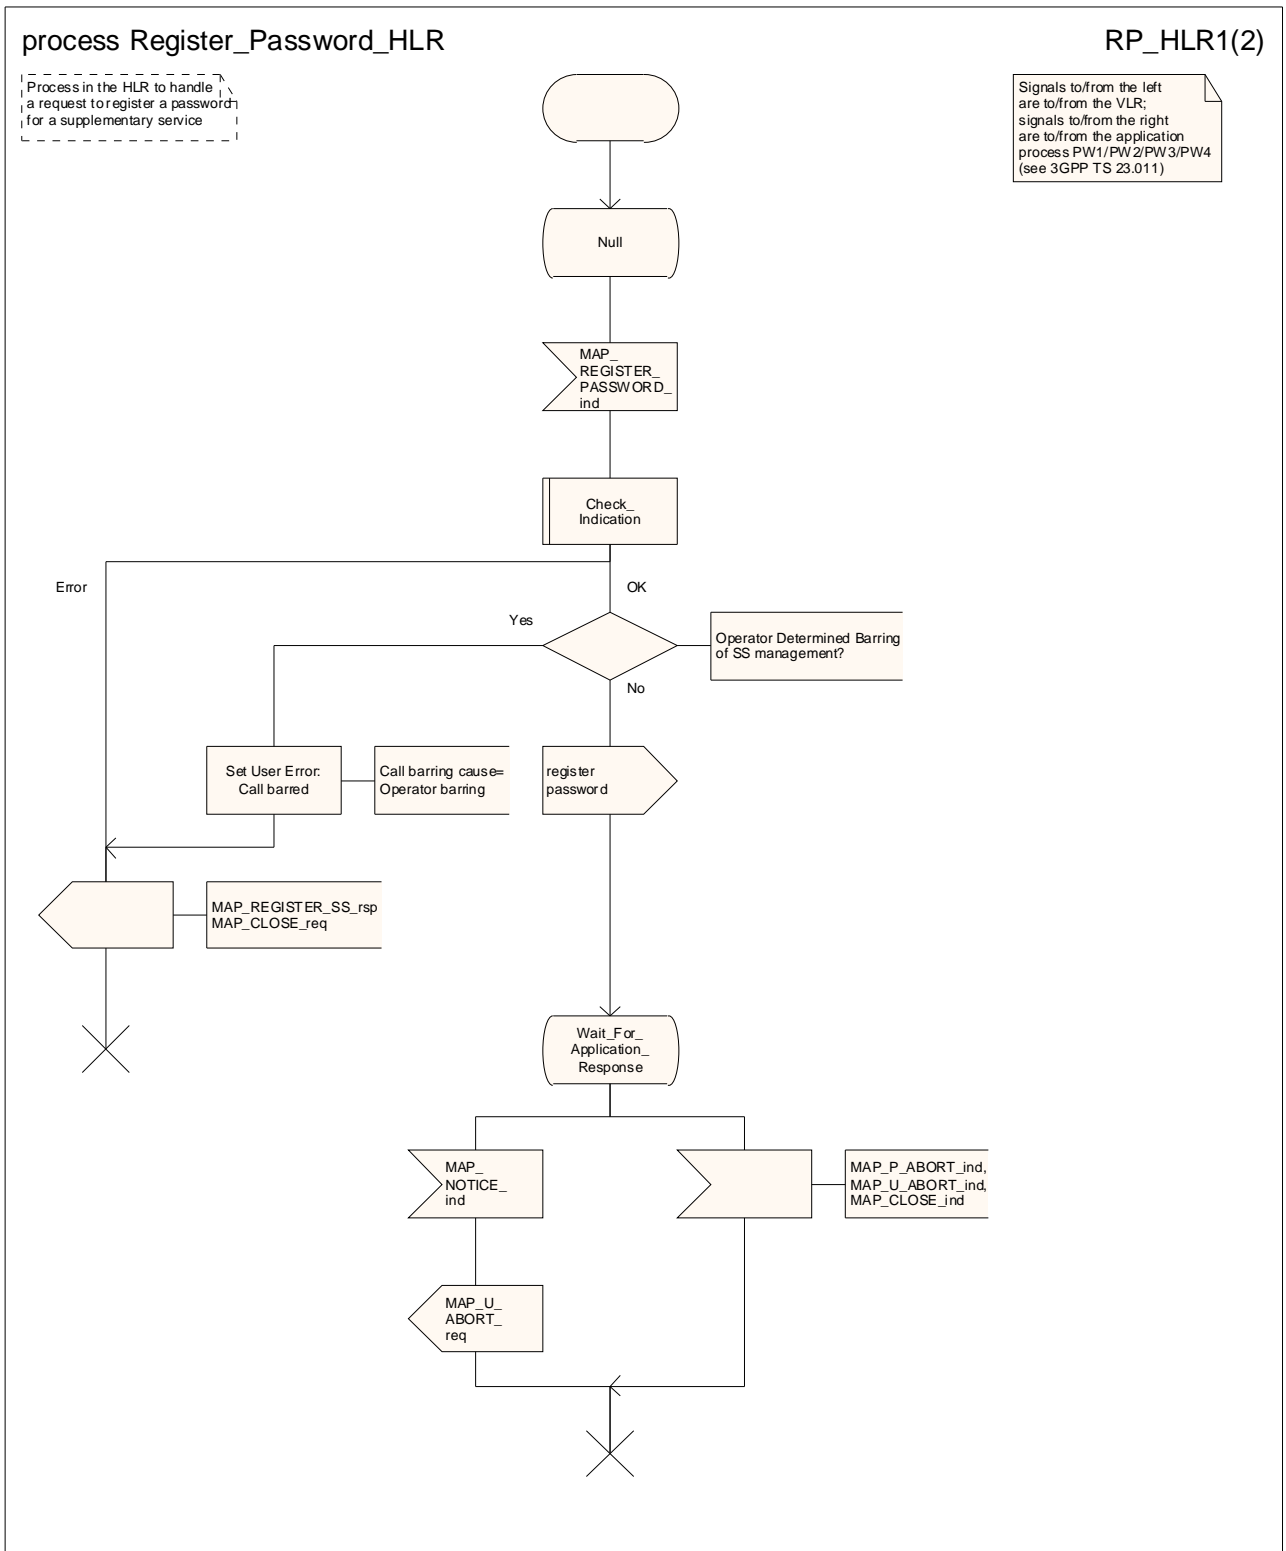 process Register_Password_HLR
RP_HLR1(2)
Process in the HLR to handle
a request to register a password
for a supplementary service
Signals to/from the left
are to/from the VLR;
signals to/from the right
are to/from the application
process PW1/PW2/PW3/PW4
(see 3GPP TS 23.011)
Null
MAP_
REGISTER_
PASSWORD_
ind
Check_
Indication
Error
OK
Yes
Operator Determined Barring
of SS management?
No
Set User Error:
Call barred
Call barring cause=
Operator barring
register
password
MAP_REGISTER_SS_rsp
MAP_CLOSE_req
Wait_For_
Application_
Response
MAP_
NOTICE_
ind
MAP_P_ABORT_ind,
MAP_U_ABORT_ind,
MAP_CLOSE_ind
MAP_U_
ABORT_
req